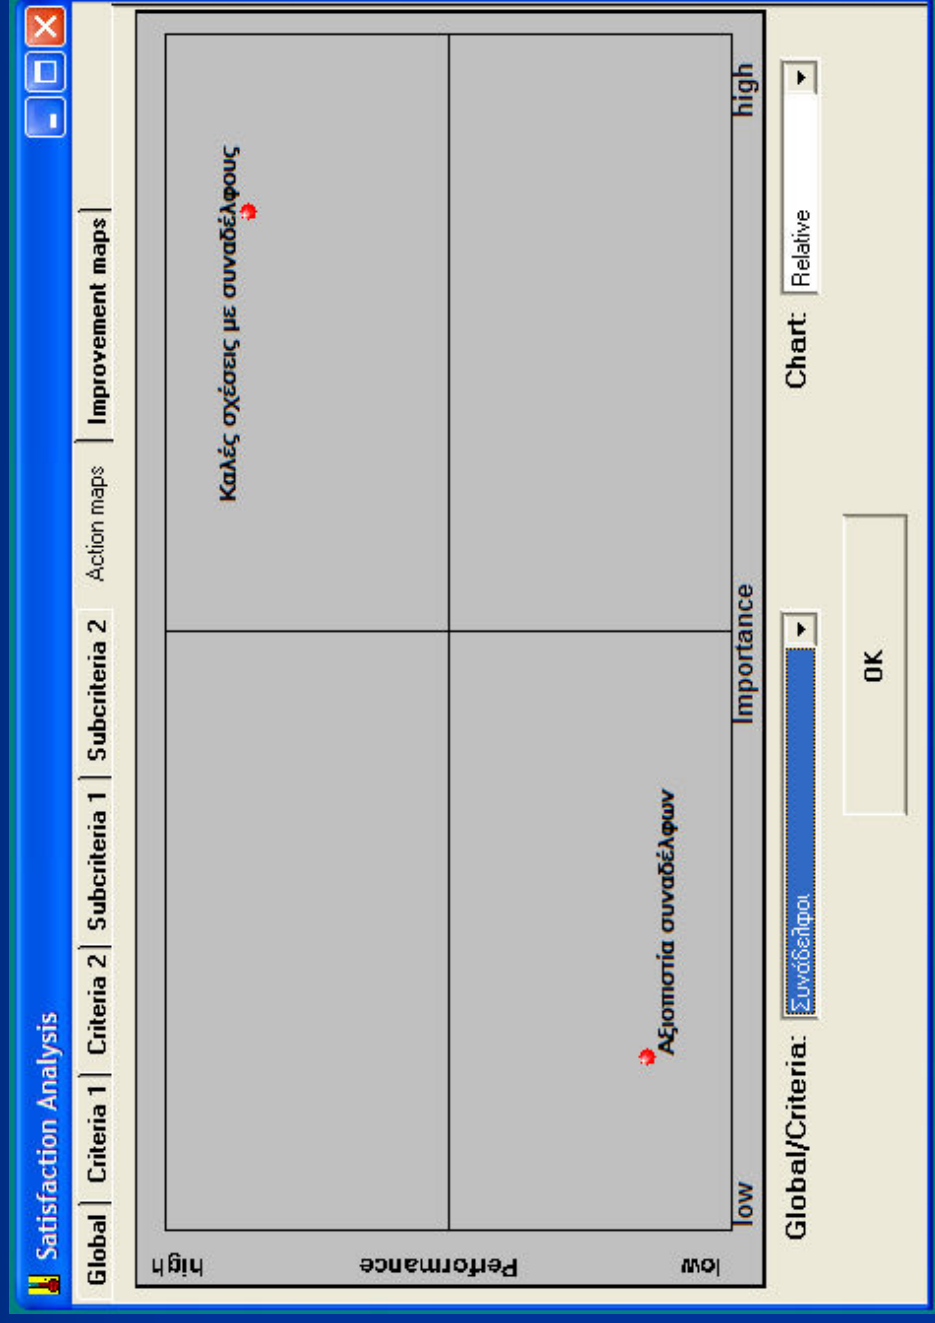 Satisfaction Analysis
Global Criteria 1 Criteria 2 Subcriteria 1 Subcriteria 2 Action maps Improvement maps
high
Performance
low
Καλές σχέσεις με συναδέλφους
Αξιοπιστία συναδέλφων
low Importance high
Global/Criteria: Συνάδελφοι Chart: Relative
OK